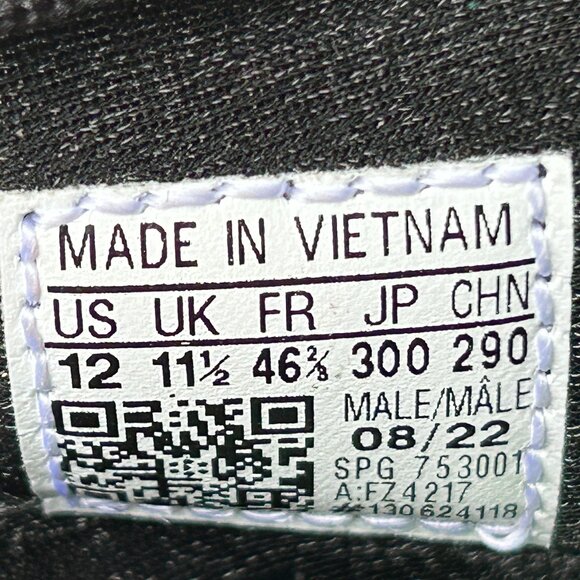 MADE IN VIETNAM
US UK FR JP CHN
12 11½ 46⅔ 300 290
MALE/MÂLE
08/22
SPG 753001
A:FZ4217
#130624118